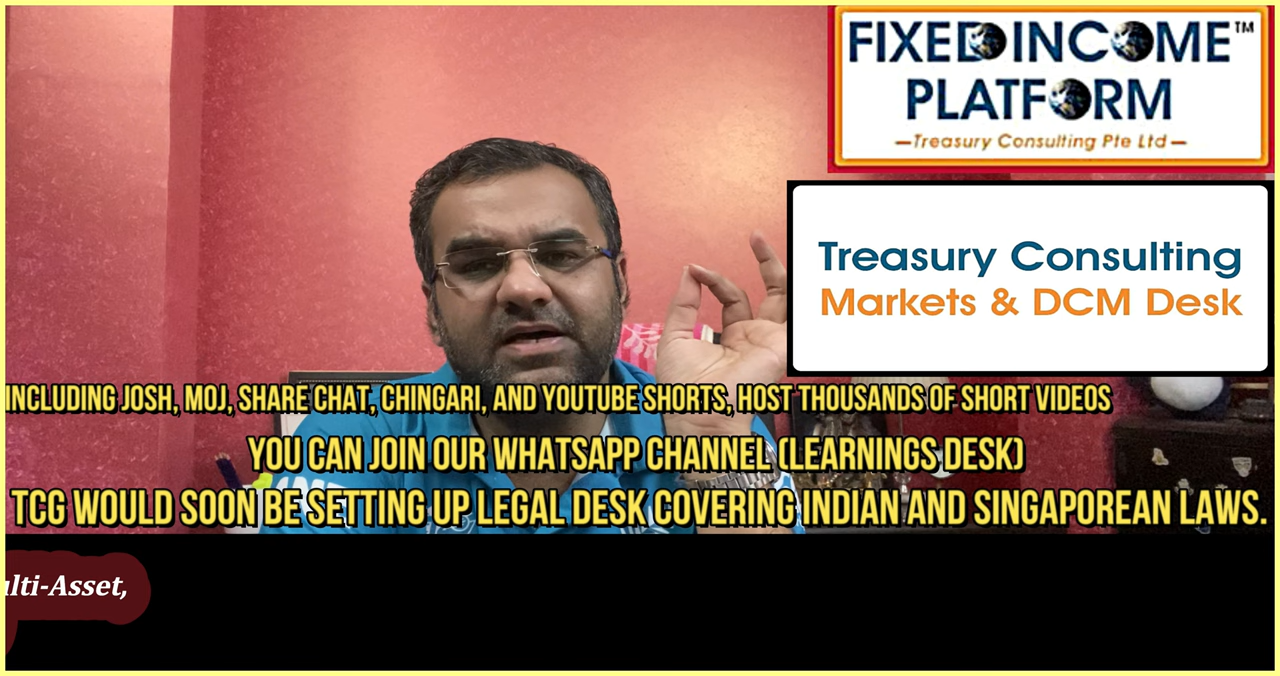 FIXED INCOME™
PLATFORM
—Treasury Consulting Pte Ltd—
Treasury Consulting
Markets & DCM Desk
INCLUDING JOSH, MOJ, SHARE CHAT, CHINGARI, AND YOUTUBE SHORTS, HOST THOUSANDS OF SHORT VIDEOS
YOU CAN JOIN OUR WHATSAPP CHANNEL (LEARNINGS DESK)
TCG WOULD SOON BE SETTING UP LEGAL DESK COVERING INDIAN AND SINGAPOREAN LAWS.
lti-Asset,